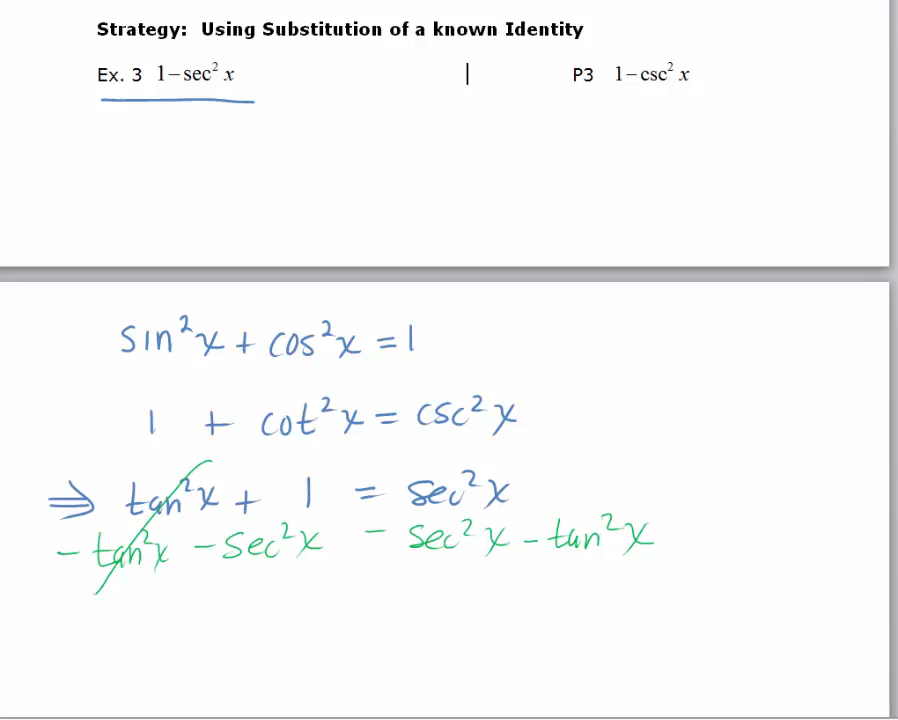 Strategy: Using Substitution of a known Identity
Ex. 3 1−sec² x | P3 1−csc² x
sin²x + cos²x = 1
1 + cot²x = csc²x
⇒ tan²x + 1 = sec²x
− tan²x − sec²x − sec²x − tan²x